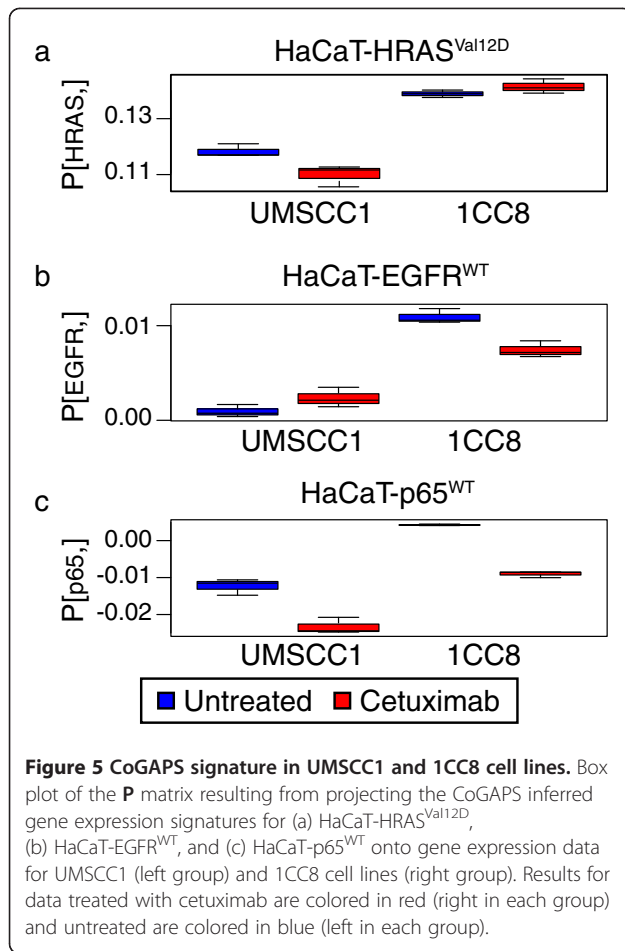 a
HaCaT-HRAS^Val12D
P[HRAS,]
0.13
0.11
UMSCC1 1CC8
b
HaCaT-EGFR^WT
P[EGFR,]
0.01
0.00
UMSCC1 1CC8
c
HaCaT-p65^WT
P[p65,]
0.00
-0.01
-0.02
UMSCC1 1CC8
Untreated Cetuximab
Figure 5 CoGAPS signature in UMSCC1 and 1CC8 cell lines. Box
plot of the P matrix resulting from projecting the CoGAPS inferred
gene expression signatures for (a) HaCaT-HRAS^Val12D,
(b) HaCaT-EGFR^WT, and (c) HaCaT-p65^WT onto gene expression data
for UMSCC1 (left group) and 1CC8 cell lines (right group). Results for
data treated with cetuximab are colored in red (right in each group)
and untreated are colored in blue (left in each group).